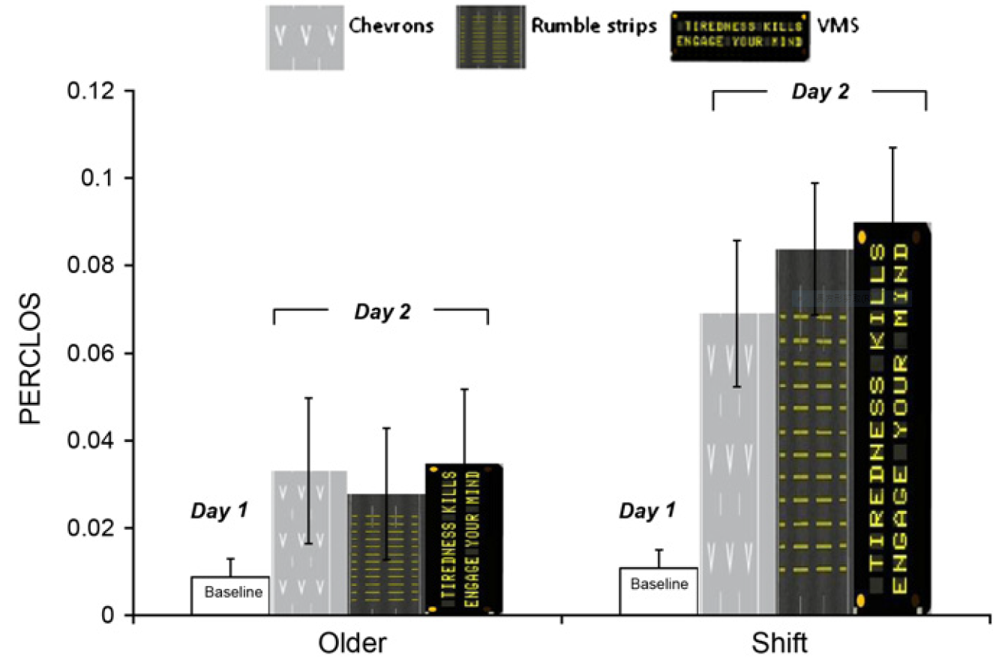 Chevrons
Rumble strips
TIREDNESS KILLS
ENGAGE YOUR MIND
VMS
0.12
0.1
0.08
0.06
0.04
0.02
0
PERCLOS
Day 1
Baseline
Day 2
TIREDNESS KILLS
ENGAGE YOUR MIND
Day 1
Baseline
Day 2
TIREDNESS KILLS
ENGAGE YOUR MIND
Older
Shift